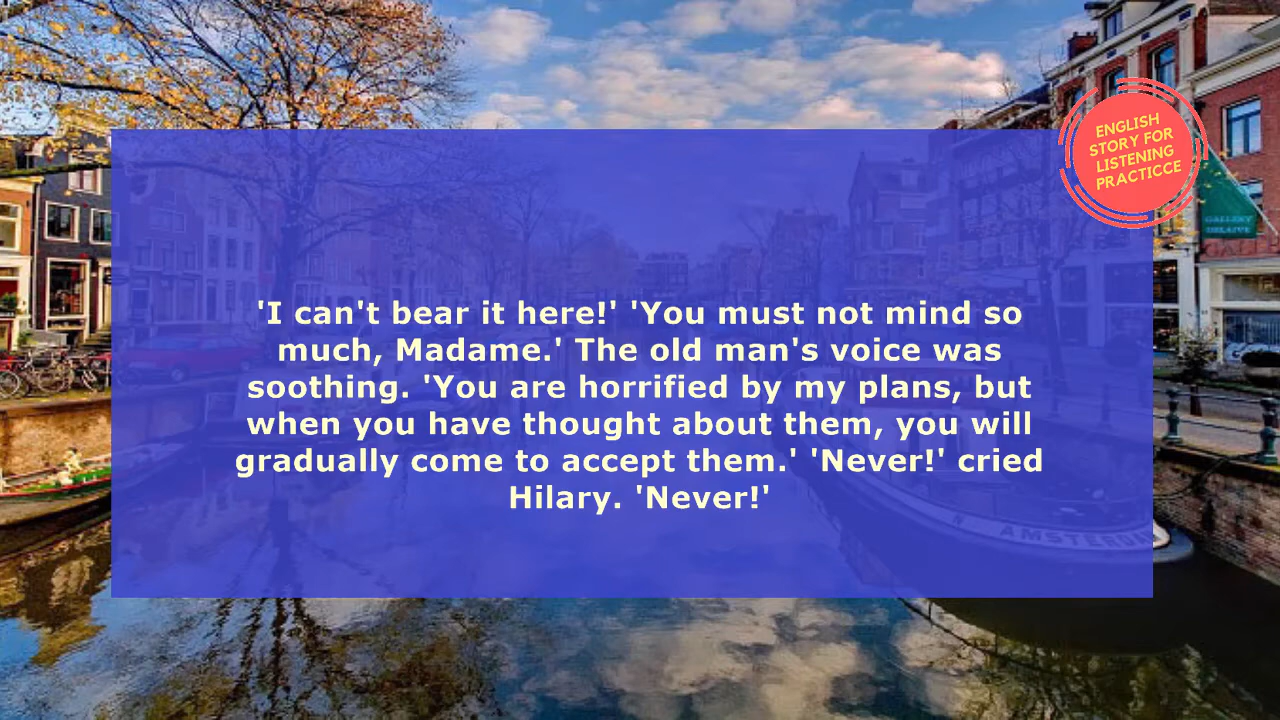 ENGLISH
STORY FOR
LISTENING
PRACTICCE
GALLERY
'I can't bear it here!' 'You must not mind so
much, Madame.' The old man's voice was
soothing. 'You are horrified by my plans, but
when you have thought about them, you will
gradually come to accept them.' 'Never!' cried
Hilary. 'Never!'
AMSTERDAM